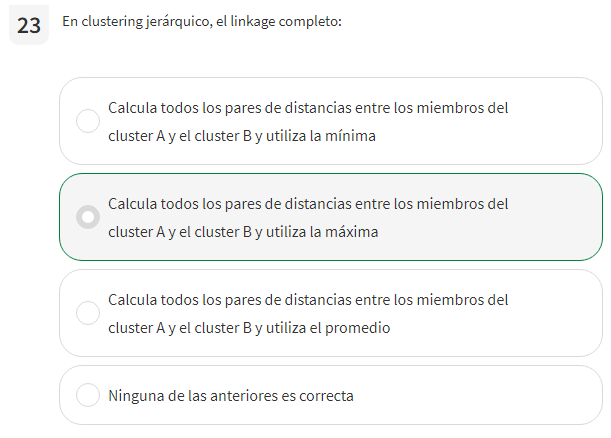 23 En clustering jerárquico, el linkage completo:
Calcula todos los pares de distancias entre los miembros del
cluster A y el cluster B y utiliza la mínima
Calcula todos los pares de distancias entre los miembros del
cluster A y el cluster B y utiliza la máxima
Calcula todos los pares de distancias entre los miembros del
cluster A y el cluster B y utiliza el promedio
Ninguna de las anteriores es correcta